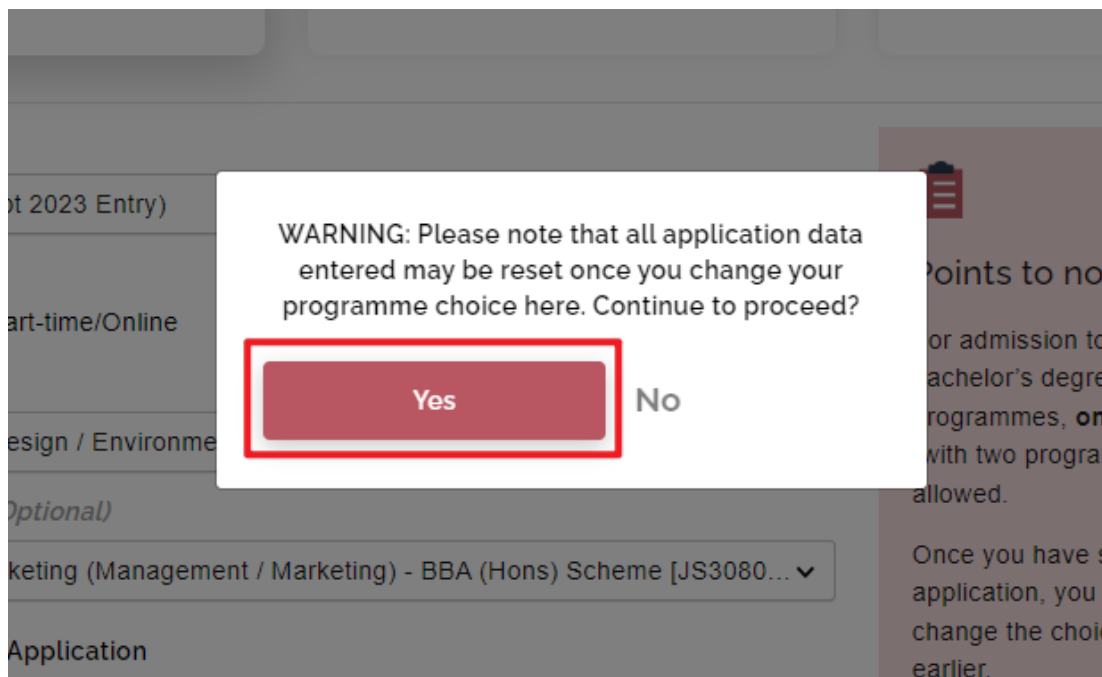 ot 2023 Entry)
WARNING: Please note that all application data
entered may be reset once you change your
programme choice here. Continue to proceed?
Yes
No
art-time/Online
esign / Environme
Optional)
keting (Management / Marketing) - BBA (Hons) Scheme [JS3080...
Application
Points to no
or admission to
achelor's degre
rogrammes, on
with two progra
allowed.
Once you have s
application, you
change the choi
earlier.